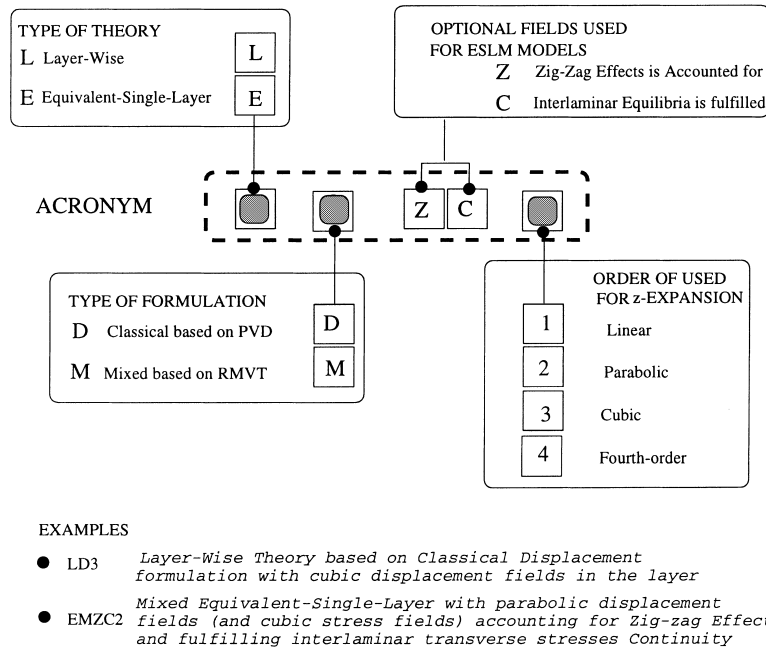 TYPE OF THEORY
L Layer-Wise
L
E Equivalent-Single-Layer
E
OPTIONAL FIELDS USED
FOR ESLM MODELS
Z Zig-Zag Effects is Accounted for
C Interlaminar Equilibria is fulfilled
ACRONYM
Z C
TYPE OF FORMULATION
D Classical based on PVD
D
M Mixed based on RMVT
M
ORDER OF USED
FOR z-EXPANSION
1 Linear
2 Parabolic
3 Cubic
4 Fourth-order
EXAMPLES
LD3 Layer-Wise Theory based on Classical Displacement
formulation with cubic displacement fields in the layer
EMZC2 Mixed Equivalent-Single-Layer with parabolic displacement
fields (and cubic stress fields) accounting for Zig-zag Effect
and fulfilling interlaminar transverse stresses Continuity